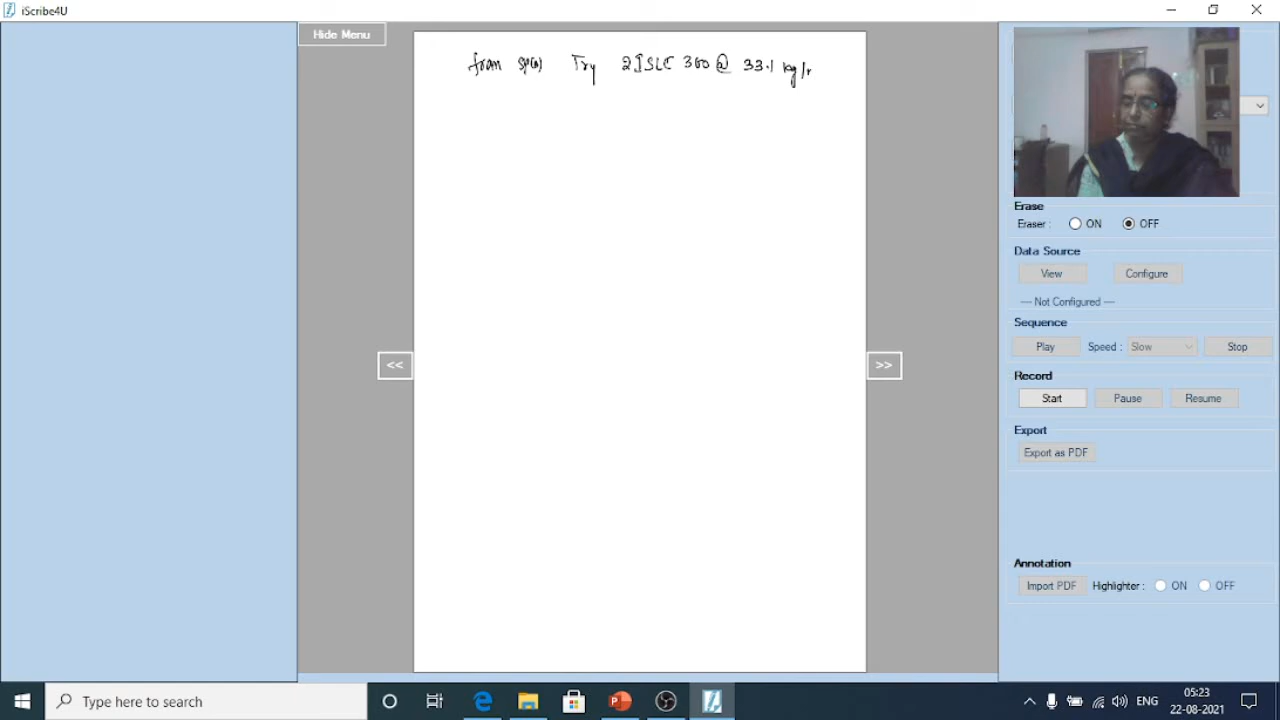 iScribe4U
Hide Menu
from Try 2ISLC 300 @ 33.1 kg/m
Erase
Eraser : ON OFF
Data Source
View Configure
--- Not Configured ---
Sequence
Play Speed : Slow Stop
Record
Start Pause Resume
<< >>
Export
Export as PDF
Annotation
Import PDF Highlighter : ON OFF
Type here to search
ENG 05:23 22-08-2021